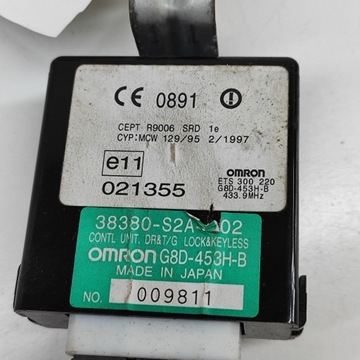 CE 0891
CEPT R9006 SRD 1e
CYP:MCW 129/95 2/1997
e11
021355
OMRON
ETS 300 220
G8D-453H-B
433.9MHz
CONTL UNIT. DR&T/G LOCK&KEYLESS
OMRON G8D-453H-B
MADE IN JAPAN
NO. 009811